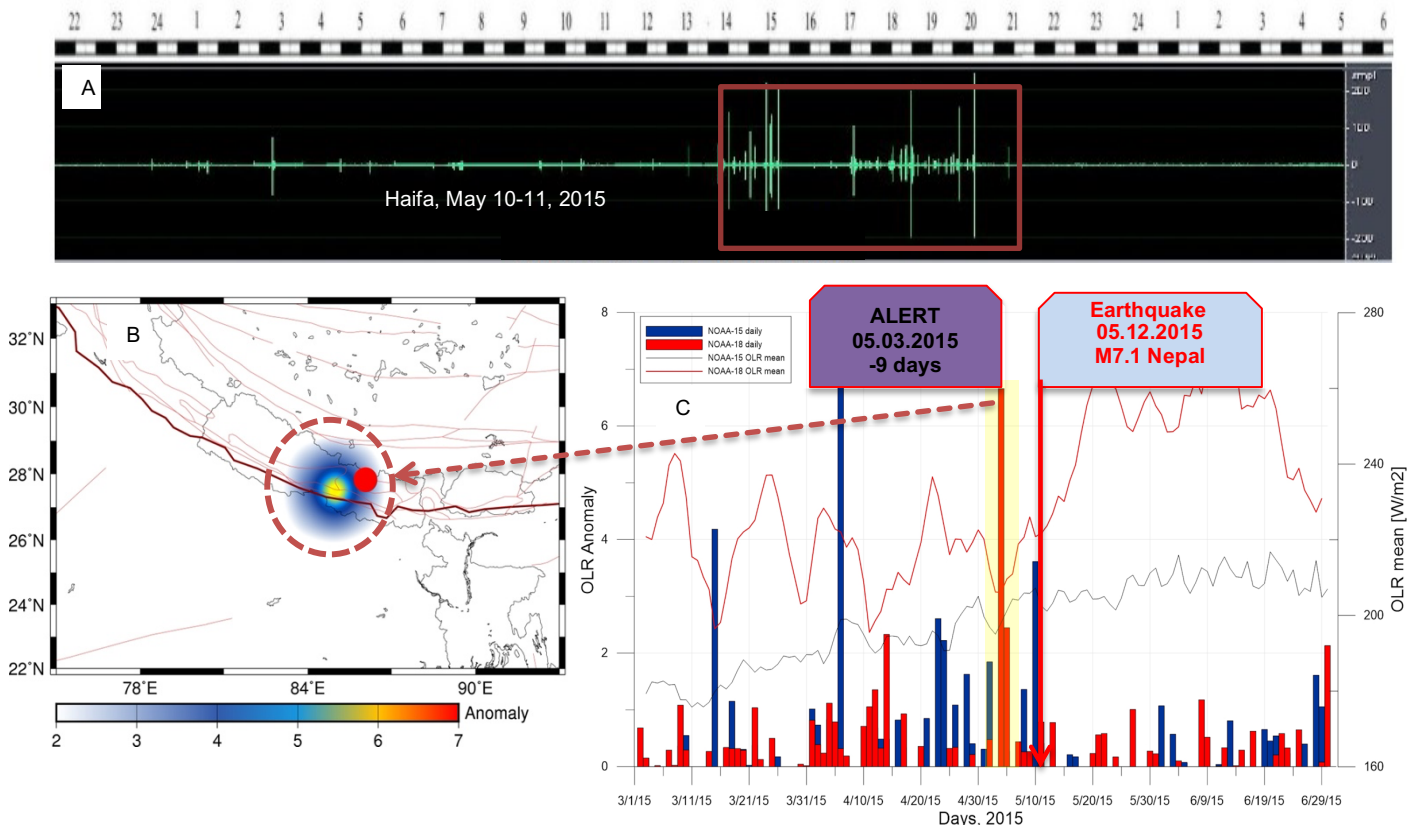 22 23 24 1 2 3 4 5 6 7 8 9 10 11 12 13 14 15 16 17 18 19 20 21 22 23 24 1 2 3 4 5 6
A
200
100
0
-100
-200
Haifa, May 10-11, 2015
B
32°N
30°N
28°N
26°N
24°N
22°N
78°E 84°E 90°E
2 3 4 5 6 7 Anomaly
ALERT
05.03.2015
-9 days
Earthquake
05.12.2015
M7.1 Nepal
NOAA-15 daily
NOAA-18 daily
NOAA-15 OLR mean
NOAA-18 OLR mean
C
8
6
4
2
0
OLR Anomaly
280
240
200
160
OLR mean [W/m2]
3/1/15 3/11/15 3/21/15 3/31/15 4/10/15 4/20/15 4/30/15 5/10/15 5/20/15 5/30/15 6/9/15 6/19/15 6/29/15
Days, 2015